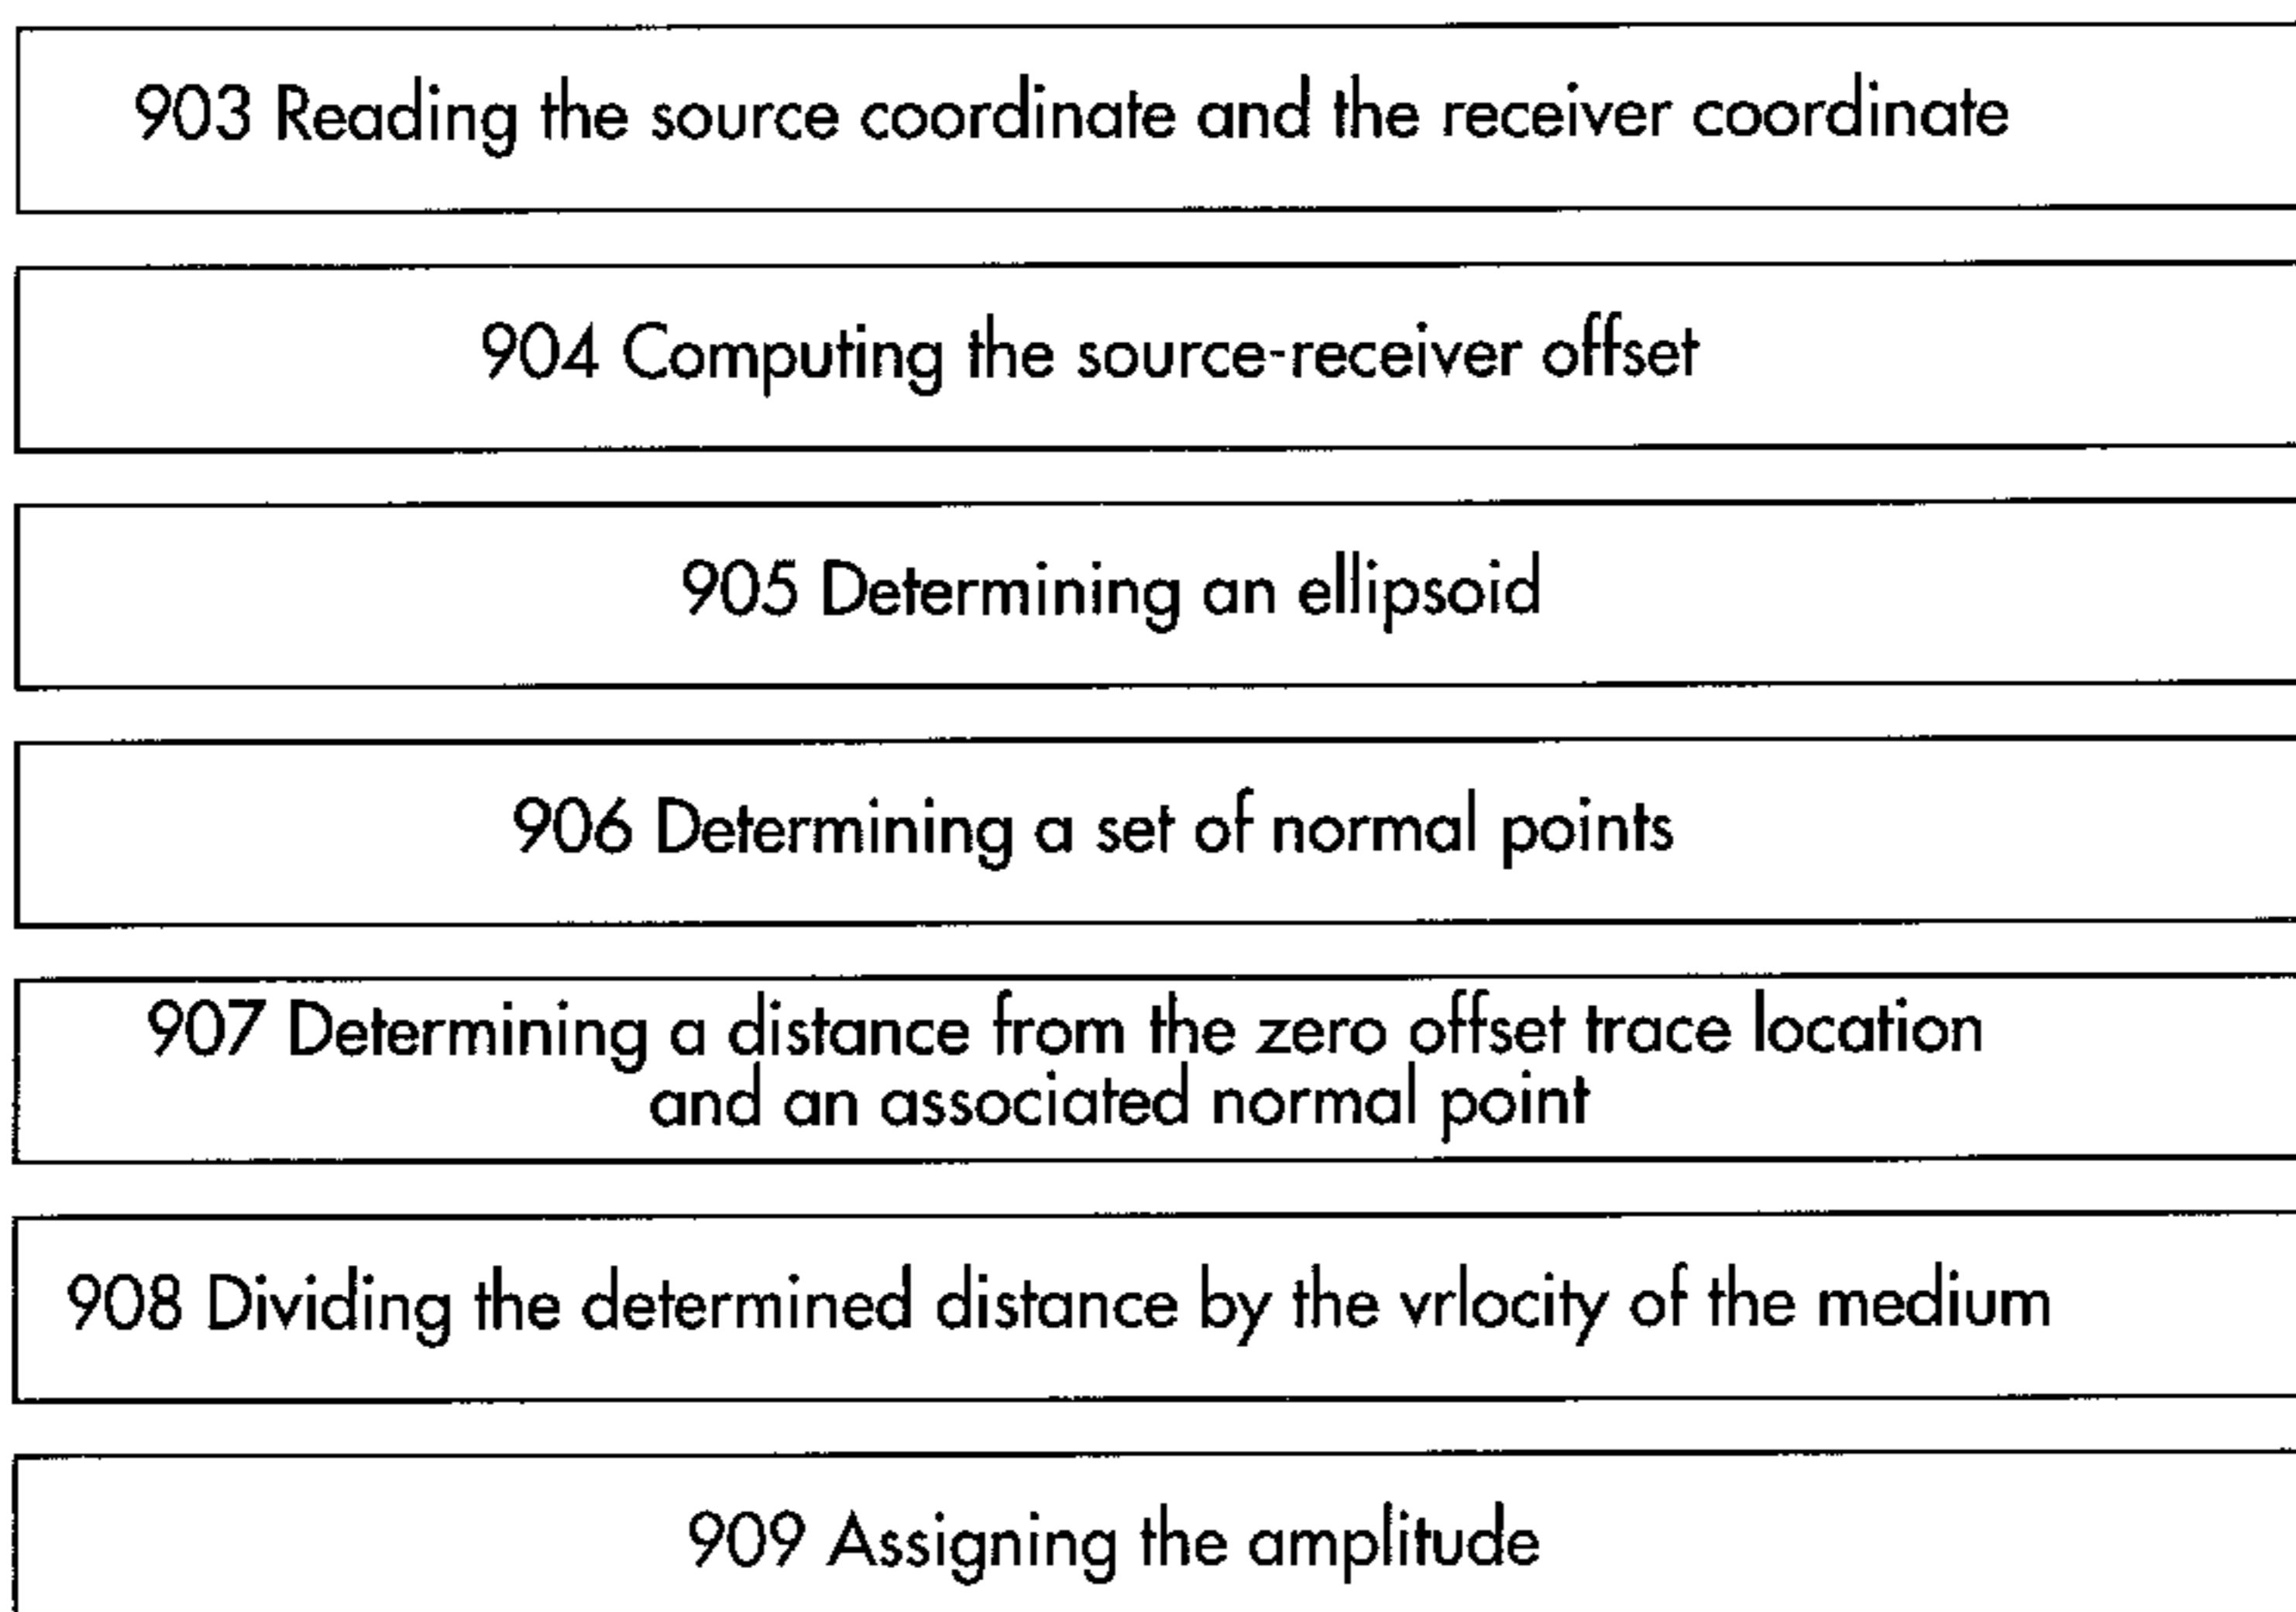 903 Reading the source coordinate and the receiver coordinate
904 Computing the source-receiver offset
905 Determining an ellipsoid
906 Determining a set of normal points
907 Determining a distance from the zero offset trace location
and an associated normal point
908 Dividing the determined distance by the vrlocity of the medium
909 Assigning the amplitude